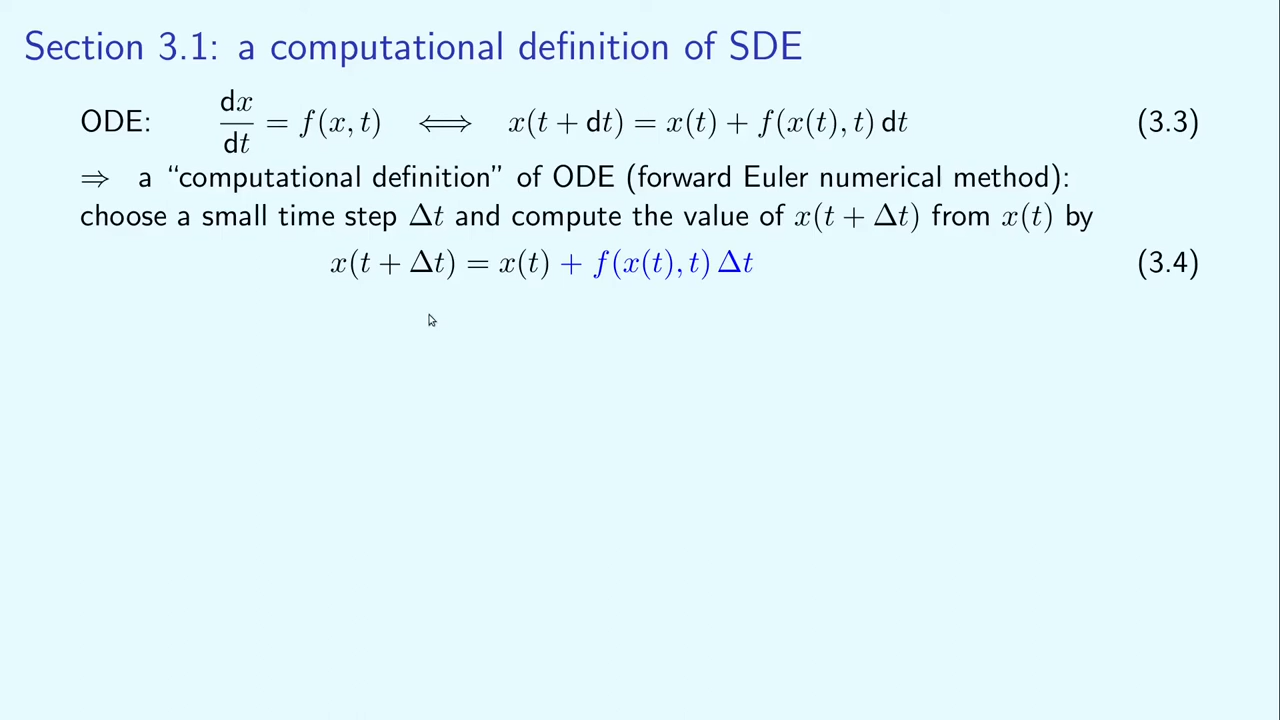 Section 3.1: a computational definition of SDE
ODE: dx/dt = f(x, t) ⟺ x(t + dt) = x(t) + f(x(t), t) dt (3.3)
⇒ a “computational definition” of ODE (forward Euler numerical method):
choose a small time step Δt and compute the value of x(t + Δt) from x(t) by
x(t + Δt) = x(t) + f(x(t), t) Δt (3.4)